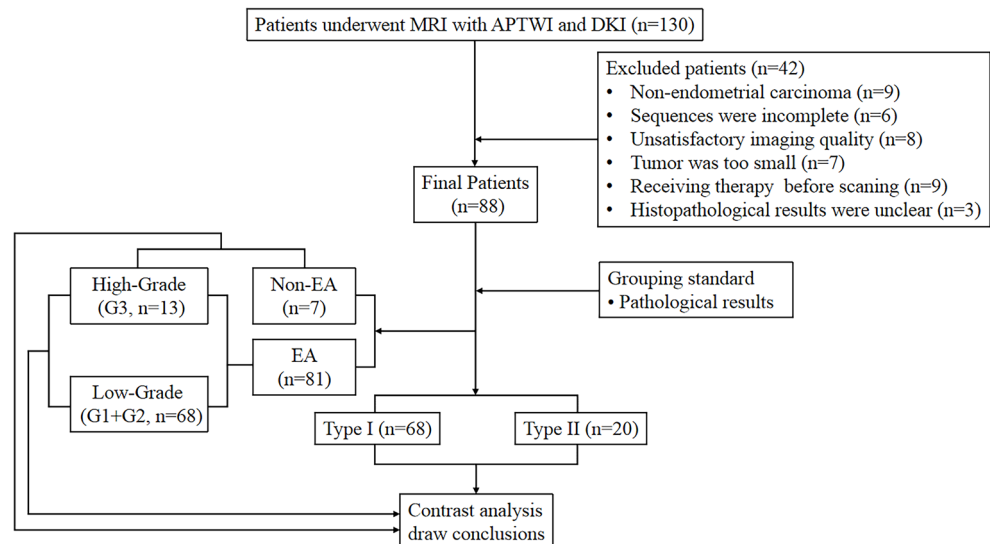 Patients underwent MRI with APTWI and DKI (n=130)
Excluded patients (n=42)
• Non-endometrial carcinoma (n=9)
• Sequences were incomplete (n=6)
• Unsatisfactory imaging quality (n=8)
• Tumor was too small (n=7)
• Receiving therapy before scaning (n=9)
• Histopathological results were unclear (n=3)
Final Patients
(n=88)
Grouping standard
• Pathological results
High-Grade
(G3, n=13)
Non-EA
(n=7)
EA
(n=81)
Low-Grade
(G1+G2, n=68)
Type I (n=68)
Type II (n=20)
Contrast analysis
draw conclusions